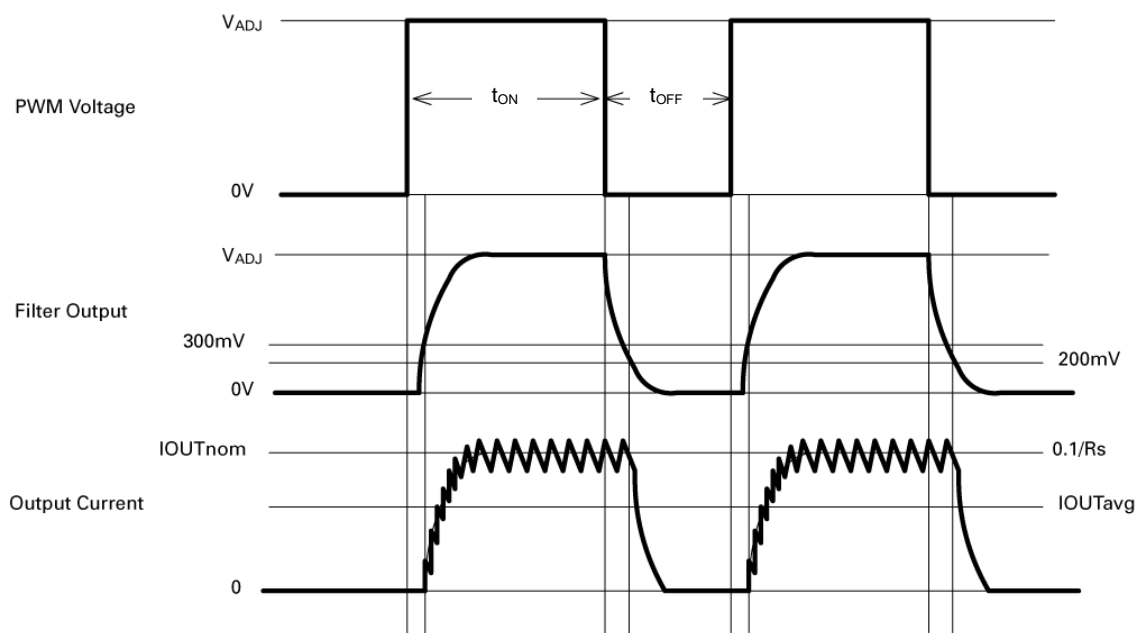 VADJ
tON
tOFF
PWM Voltage
0V
VADJ
Filter Output
300mV
200mV
0V
IOUTnom
0.1/Rs
Output Current
IOUTavg
0